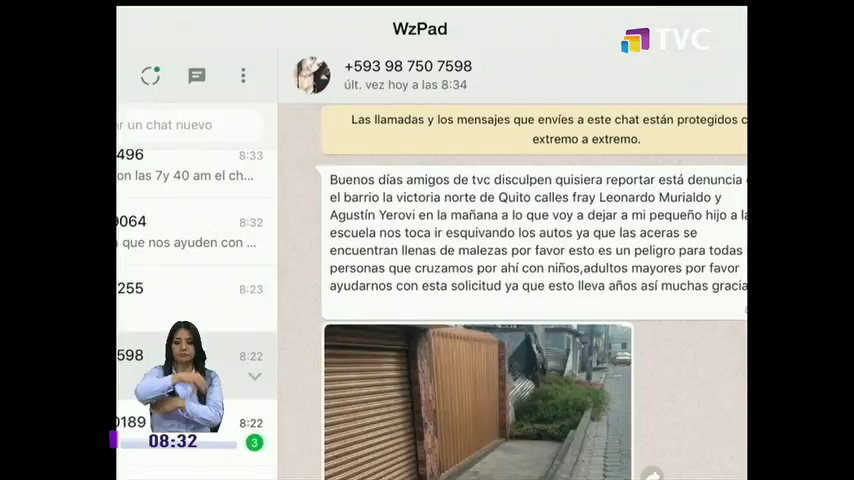 WzPad
TVC
+593 98 750 7598
últ. vez hoy a las 8:34
ar un chat nuevo
Las llamadas y los mensajes que envíes a este chat están protegidos c
extremo a extremo.
496
8:33
on las 7y 40 am el ch...
9064
8:32
a que nos ayuden con ...
255
8:23
598
8:22
0189
8:22
3
Buenos días amigos de tvc disculpen quisiera reportar está denuncia
el barrio la victoria norte de Quito calles fray Leonardo Murialdo y
Agustín Yerovi en la mañana a lo que voy a dejar a mi pequeño hijo a la
escuela nos toca ir esquivando los autos ya que las aceras se
encuentran llenas de malezas por favor esto es un peligro para todas
personas que cruzamos por ahí con niños,adultos mayores por favor
ayudarnos con esta solicitud ya que esto lleva años así muchas gracia
08:32